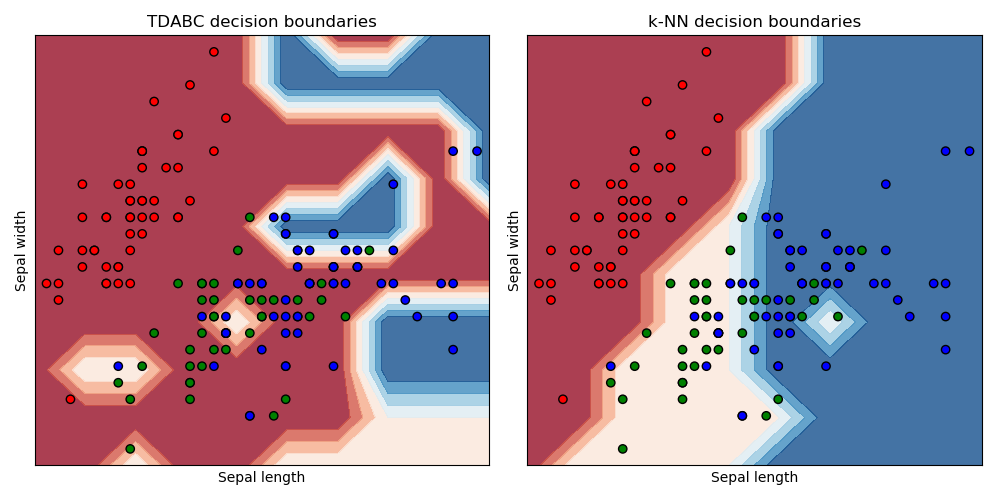 TDABC decision boundaries
k-NN decision boundaries
Sepal width
Sepal width
Sepal length
Sepal length